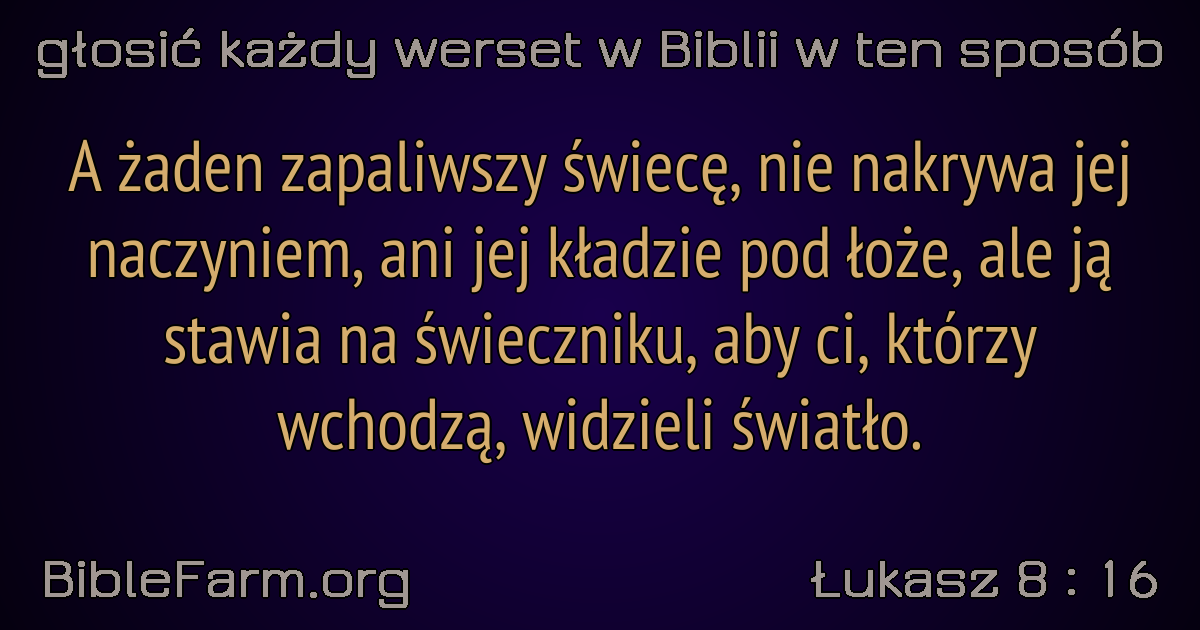 głosić każdy werset w Biblii w ten sposób
A żaden zapaliwszy świecę, nie nakrywa jej
naczyniem, ani jej kładzie pod łoże, ale ją
stawia na świeczniku, aby ci, którzy
wchodzą, widzieli światło.
BibleFarm.org
Łukasz 8 : 16